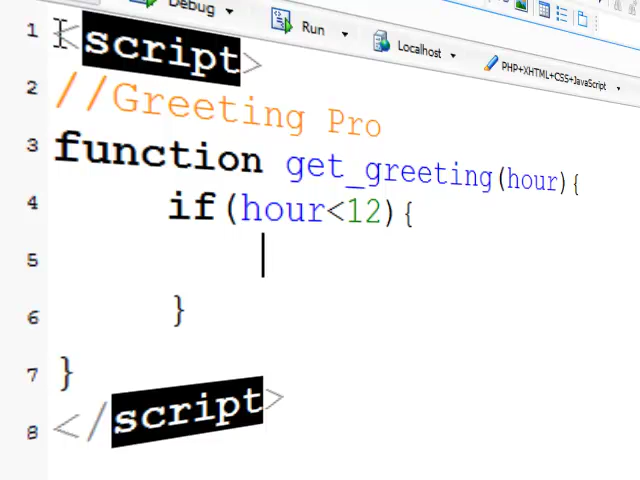 Debug Run Localhost PHP+XHTML+CSS+JavaScript
1 <script>
2 //Greeting Pro
3 function get_greeting(hour){
4 if(hour<12){
5
6 }
7 }
8 </script>